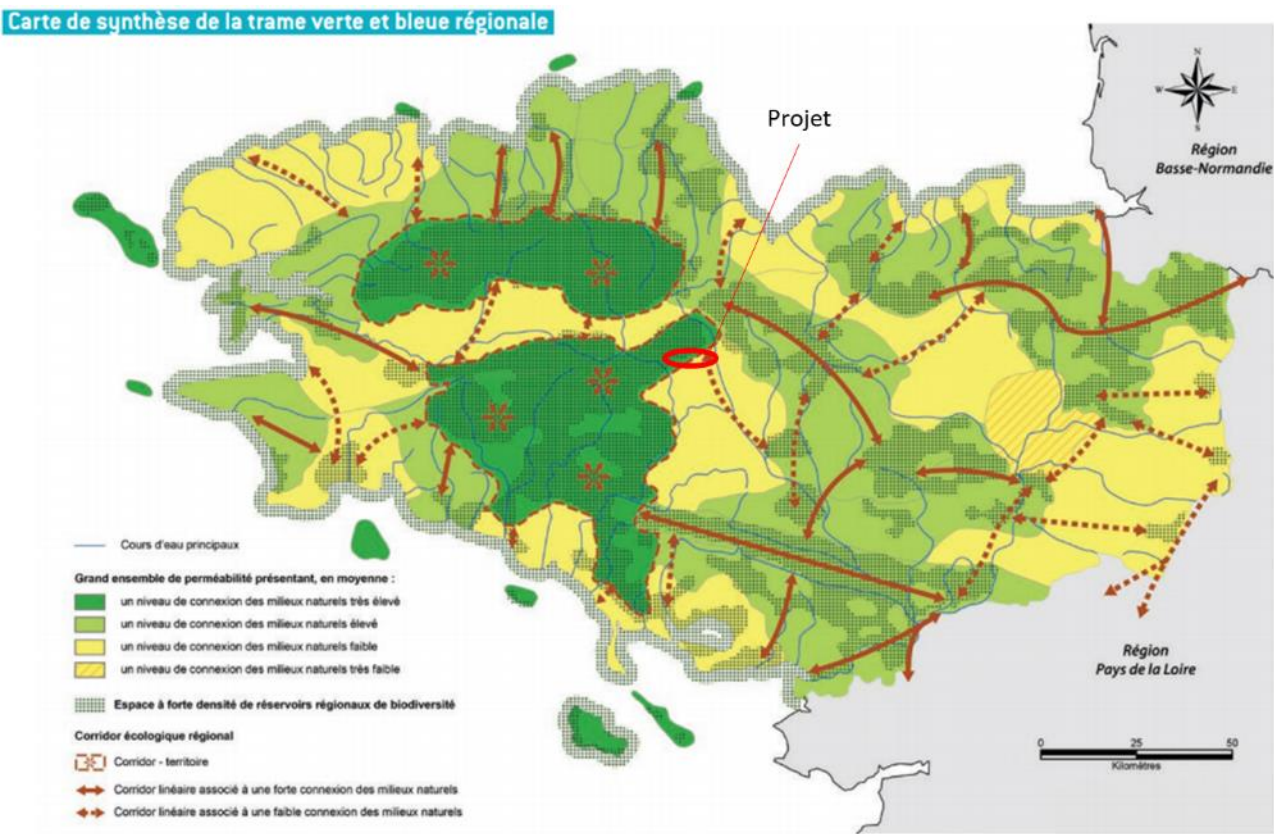 Carte de synthèse de la trame verte et bleue régionale
N
W
E
S
Projet
Région
Basse-Normandie
Cours d'eau principaux
Grand ensemble de perméabilité présentant, en moyenne :
un niveau de connexion des milieux naturels très élevé
un niveau de connexion des milieux naturels élevé
un niveau de connexion des milieux naturels faible
un niveau de connexion des milieux naturels très faible
Espace à forte densité de réservoirs régionaux de biodiversité
Corridor écologique régional
Corridor - territoire
Corridor linéaire associé à une forte connexion des milieux naturels
Corridor linéaire associé à une faible connexion des milieux naturels
Région
Pays de la Loire
0 25 50
Kilomètres